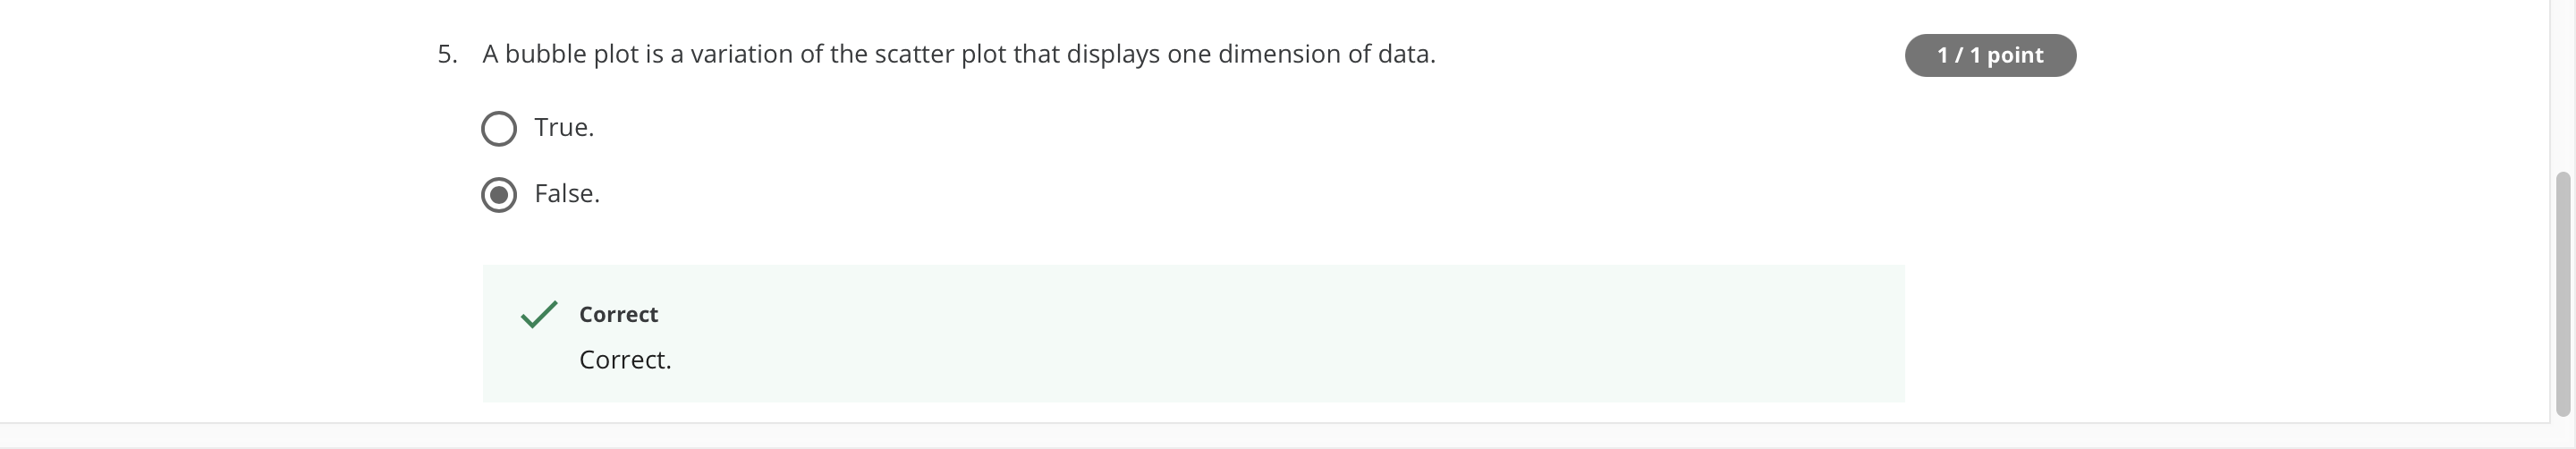 5. A bubble plot is a variation of the scatter plot that displays one dimension of data.
1 / 1 point
True.
False.
Correct
Correct.